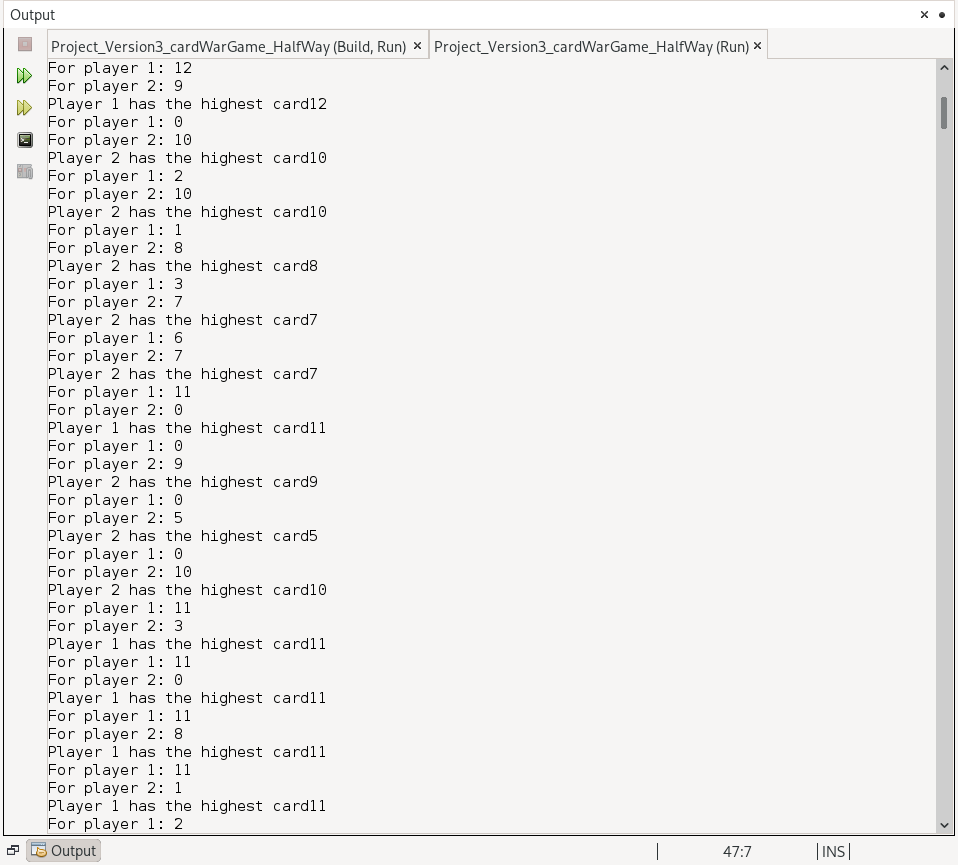 Output
Project_Version3_cardWarGame_HalfWay (Build, Run) × Project_Version3_cardWarGame_HalfWay (Run) ×
For player 1: 12
For player 2: 9
Player 1 has the highest card12
For player 1: 0
For player 2: 10
Player 2 has the highest card10
For player 1: 2
For player 2: 10
Player 2 has the highest card10
For player 1: 1
For player 2: 8
Player 2 has the highest card8
For player 1: 3
For player 2: 7
Player 2 has the highest card7
For player 1: 6
For player 2: 7
Player 2 has the highest card7
For player 1: 11
For player 2: 0
Player 1 has the highest card11
For player 1: 0
For player 2: 9
Player 2 has the highest card9
For player 1: 0
For player 2: 5
Player 2 has the highest card5
For player 1: 0
For player 2: 10
Player 2 has the highest card10
For player 1: 11
For player 2: 3
Player 1 has the highest card11
For player 1: 11
For player 2: 0
Player 1 has the highest card11
For player 1: 11
For player 2: 8
Player 1 has the highest card11
For player 1: 11
For player 2: 1
Player 1 has the highest card11
For player 1: 2
Output 47:7 INS